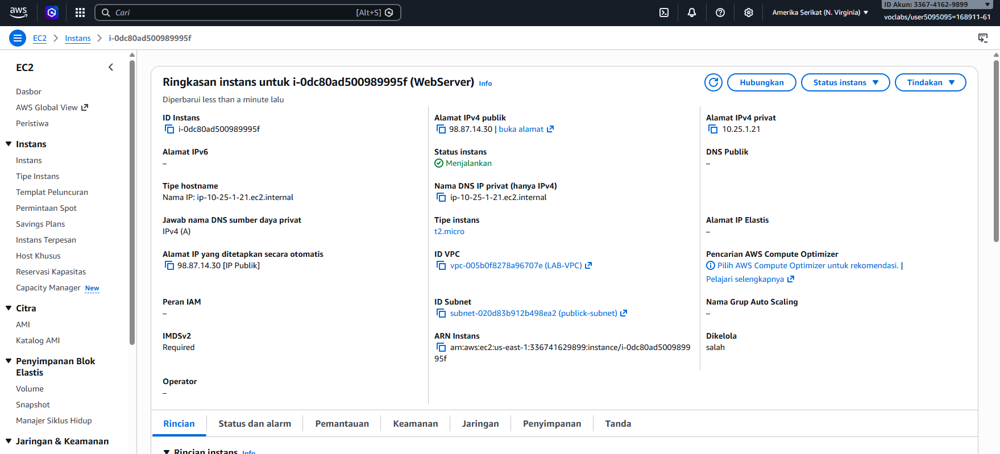 aws
Cari [Alt+S]
Amerika Serikat (N. Virginia)
ID Akun: 3367-4162-9899
voclabs/user5095095=168911-61
EC2 Instans i-0dc80ad500989995f
EC2
Dasbor
AWS Global View
Peristiwa
Instans
Instans
Tipe Instans
Templat Peluncuran
Permintaan Spot
Savings Plans
Instans Terpesan
Host Khusus
Reservasi Kapasitas
Capacity Manager New
Citra
AMI
Katalog AMI
Penyimpanan Blok
Elastis
Volume
Snapshot
Manajer Siklus Hidup
Jaringan & Keamanan
Ringkasan instans untuk i-0dc80ad500989995f (WebServer) Info
Diperbarui less than a minute lalu
Hubungkan
Status instans
Tindakan
ID Instans
i-0dc80ad500989995f
Alamat IPv4 publik
98.87.14.30 | buka alamat
Alamat IPv4 privat
10.25.1.21
Alamat IPv6
–
Status instans
Menjalankan
DNS Publik
–
Tipe hostname
Nama IP: ip-10-25-1-21.ec2.internal
Nama DNS IP privat (hanya IPv4)
ip-10-25-1-21.ec2.internal
Jawab nama DNS sumber daya privat
IPv4 (A)
Tipe instans
t2.micro
Alamat IP Elastis
–
Alamat IP yang ditetapkan secara otomatis
98.87.14.30 [IP Publik]
ID VPC
vpc-005b0f8278a96707e (LAB-VPC)
Pencarian AWS Compute Optimizer
Pilih AWS Compute Optimizer untuk rekomendasi. |
Pelajari selengkapnya
Peran IAM
–
ID Subnet
subnet-020d83b912b498ea2 (publick-subnet)
Nama Grup Auto Scaling
–
IMDSv2
Required
ARN Instans
arn:aws:ec2:us-east-1:336741629899:instance/i-0dc80ad5009899
95f
Dikelola
salah
Operator
–
Rincian
Status dan alarm
Pemantauan
Keamanan
Jaringan
Penyimpanan
Tanda
Rincian instans Info